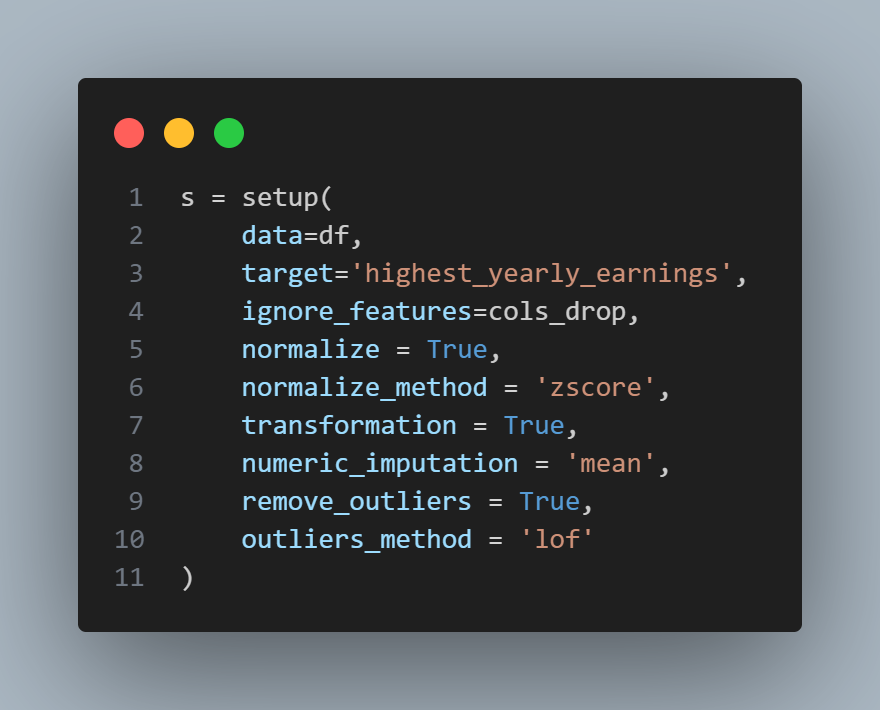 1 s = setup(
2     data=df,
3     target='highest_yearly_earnings',
4     ignore_features=cols_drop,
5     normalize = True,
6     normalize_method = 'zscore',
7     transformation = True,
8     numeric_imputation = 'mean',
9     remove_outliers = True,
10     outliers_method = 'lof'
11 )